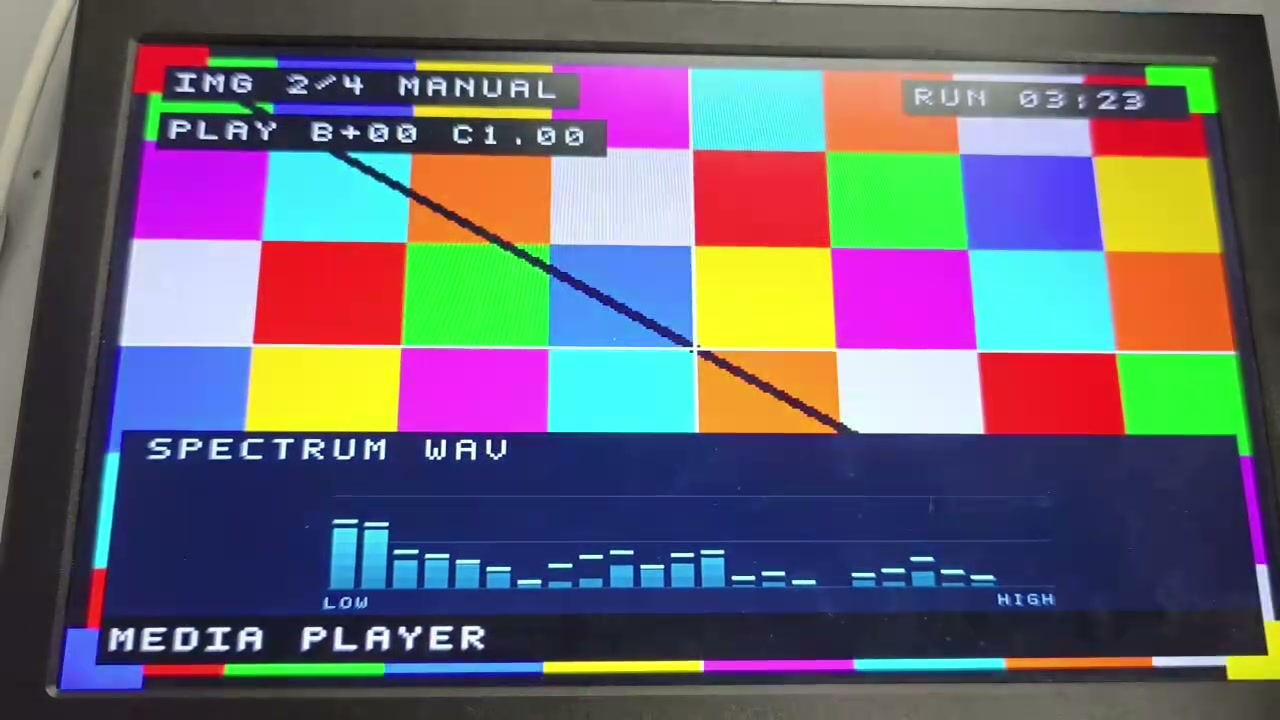 IMG 2/4 MANUAL
RUN 03:23
PLAY B+00 C1.00
SPECTRUM WAV
LOW
HIGH
MEDIA PLAYER